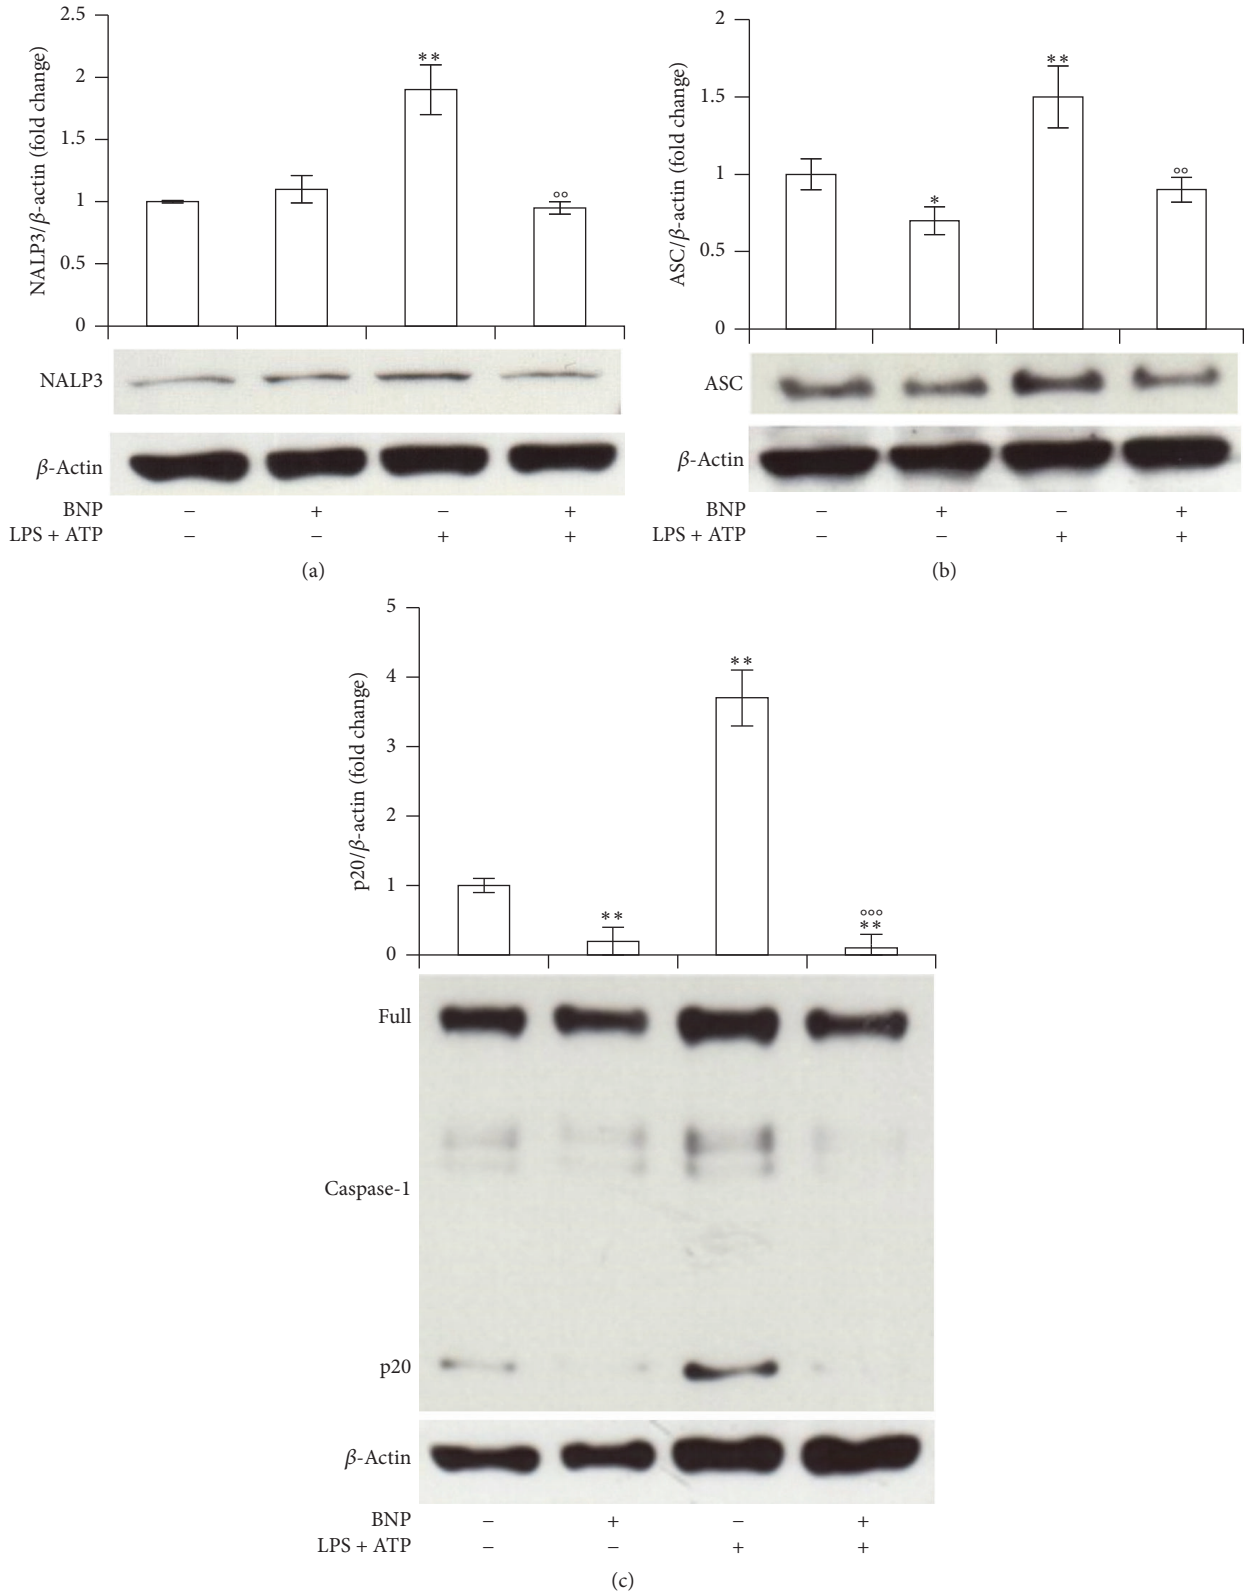 2.5
2
1.5
1
0.5
0
NALP3/β-actin (fold change)
**
°°
NALP3
β-Actin
BNP − + − +
LPS + ATP − − + +
(a)
2
1.5
1
0.5
0
ASC/β-actin (fold change)
*
**
°°
ASC
β-Actin
BNP − + − +
LPS + ATP − − + +
(b)
5
4
3
2
1
0
p20/β-actin (fold change)
**
**
°°°
**
Full
Caspase-1
p20
β-Actin
BNP − + − +
LPS + ATP − − + +
(c)